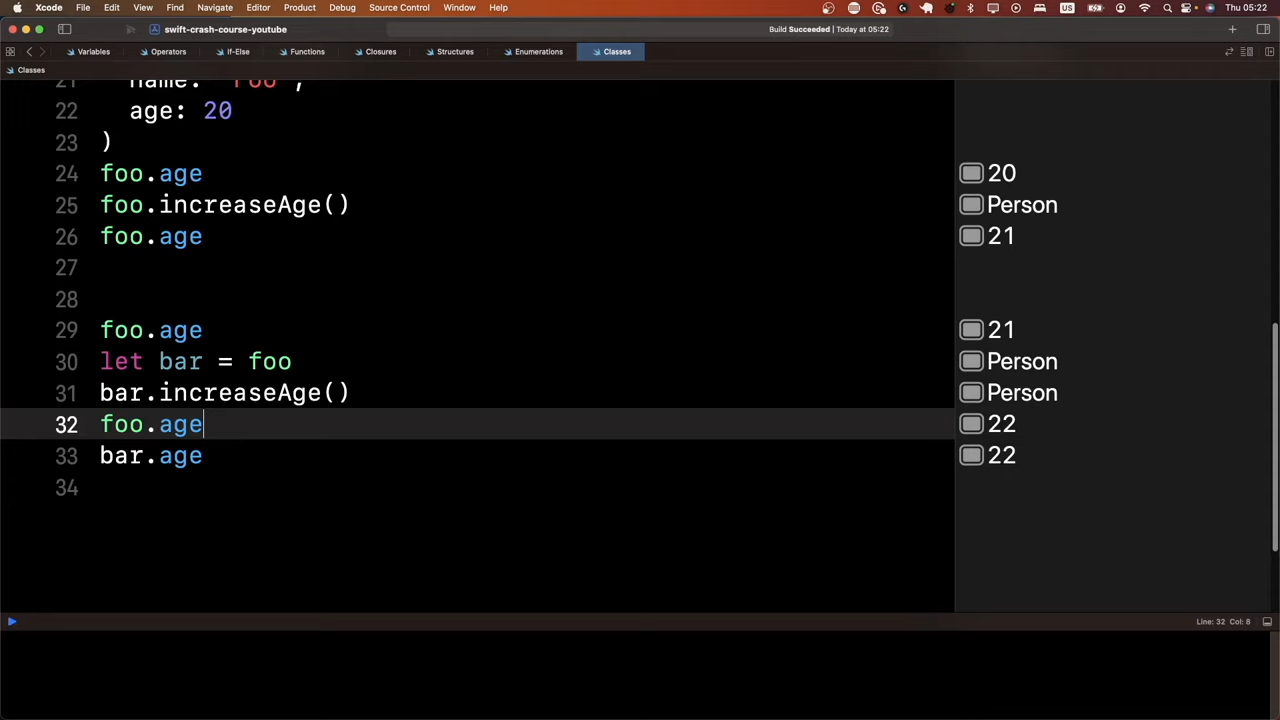 Xcode File Edit View Find Navigate Editor Product Debug Source Control Window Help US Thu 05:22
swift-crash-course-youtube Build Succeeded | Today at 05:22
Variables Operators If-Else Functions Closures Structures Enumerations Classes
Classes
21 name: "Foo",
22 age: 20
23 )
24 foo.age 20
25 foo.increaseAge() Person
26 foo.age 21
27
28
29 foo.age 21
30 let bar = foo Person
31 bar.increaseAge() Person
32 foo.age 22
33 bar.age 22
34
Line: 32 Col: 8